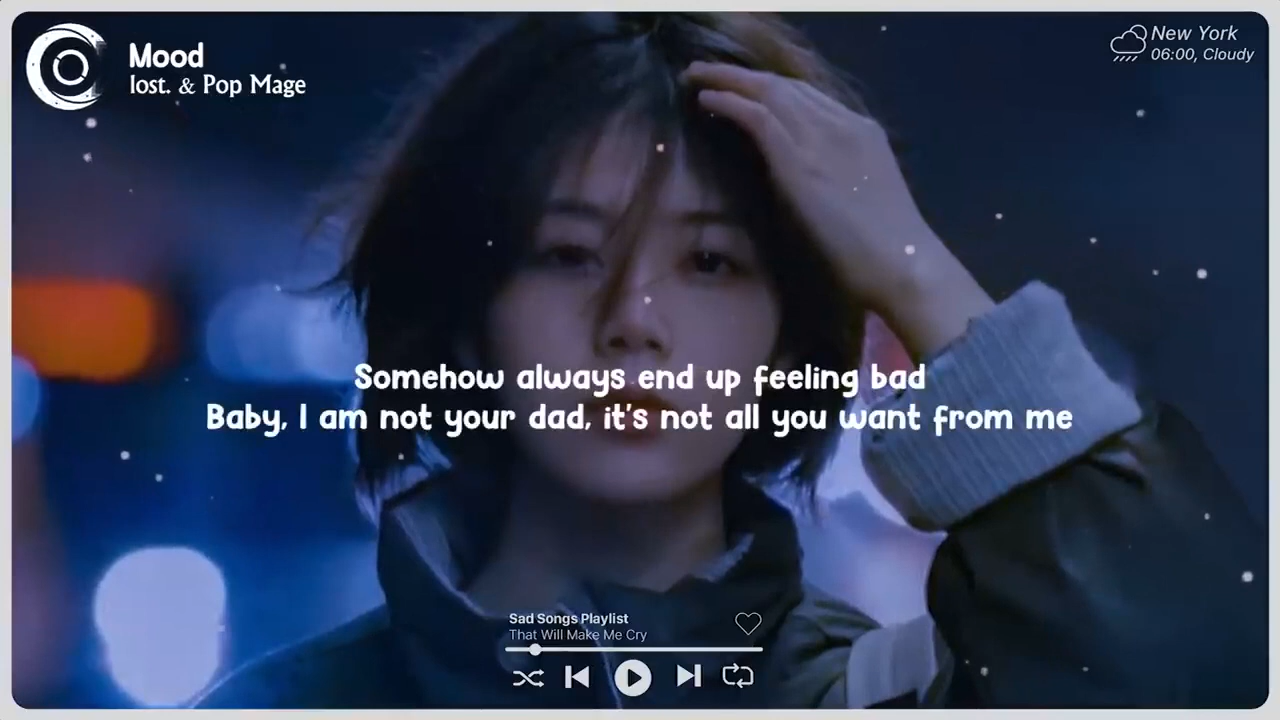 Mood
lost. & Pop Mage
New York
06:00, Cloudy
Somehow always end up feeling bad
Baby, I am not your dad, it's not all you want from me
Sad Songs Playlist
That Will Make Me Cry